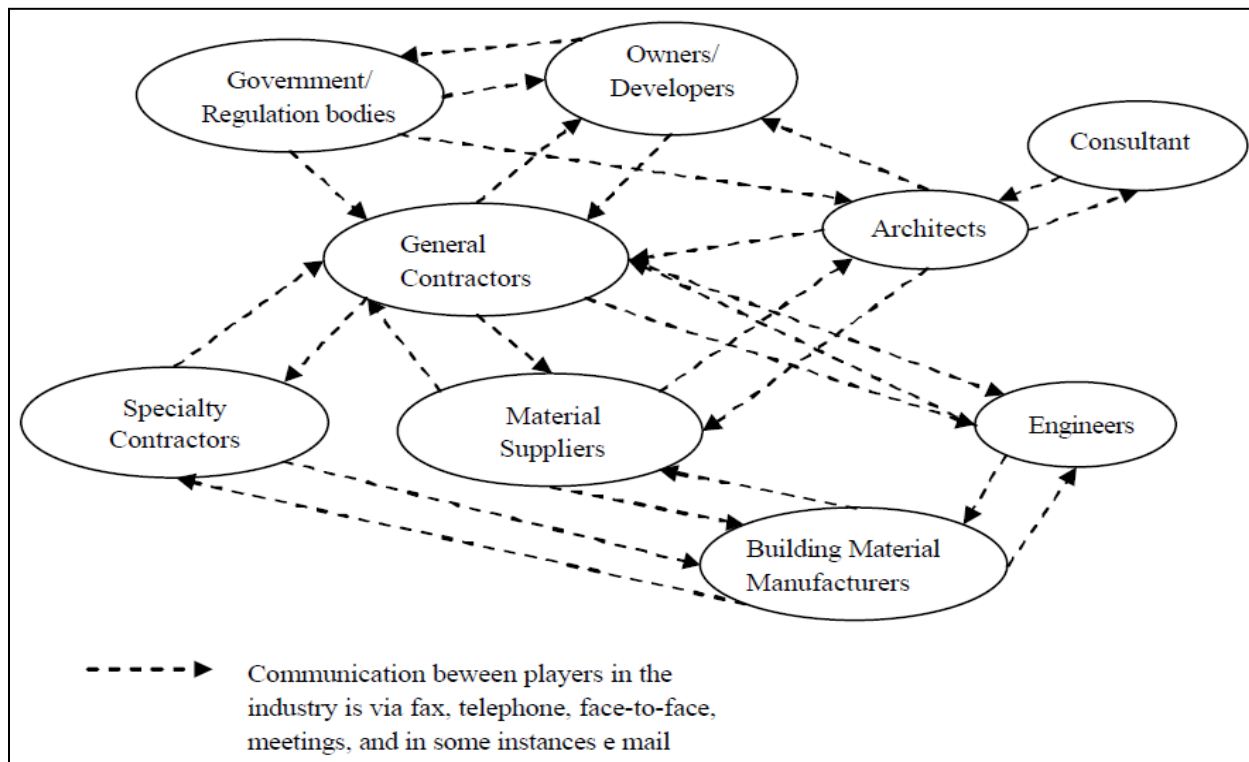 Government/
Regulation bodies
Owners/
Developers
Consultant
General
Contractors
Architects
Specialty
Contractors
Material
Suppliers
Engineers
Building Material
Manufacturers
Communication beween players in the
industry is via fax, telephone, face-to-face,
meetings, and in some instances e mail